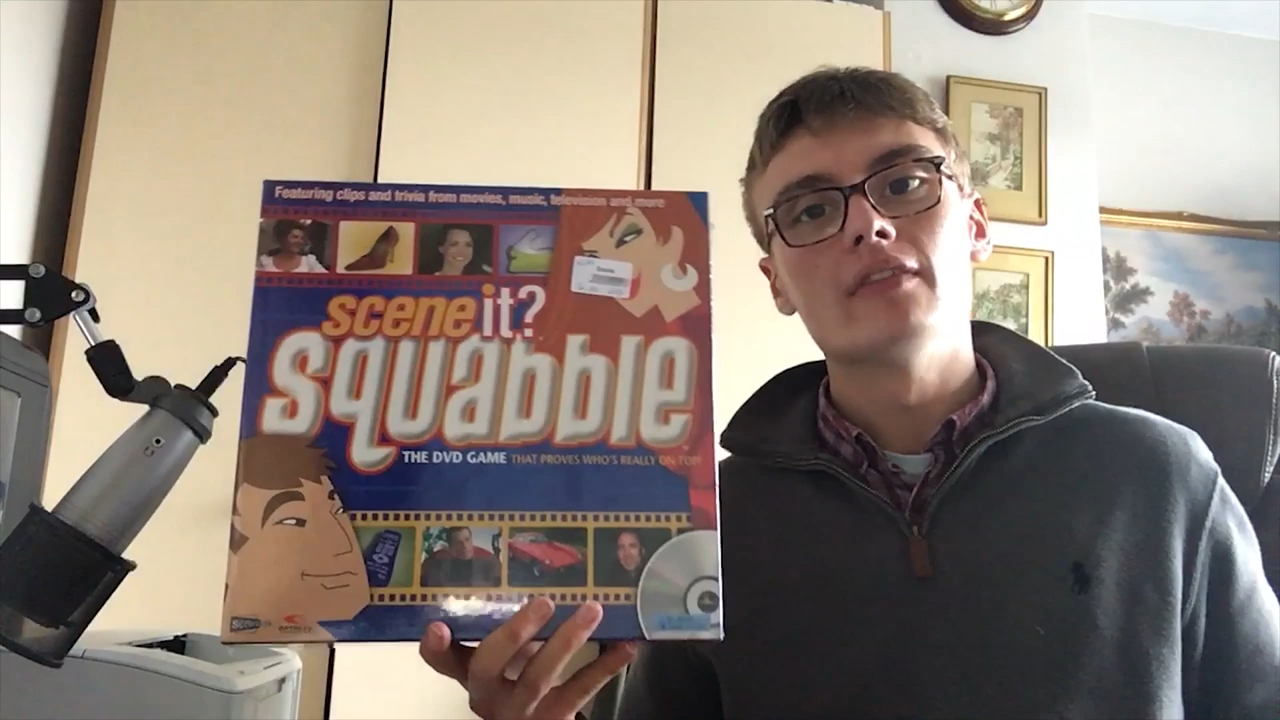 Featuring clips and trivia from movies, music, television and more
scene it?
squabble
THE DVD GAME THAT PROVES WHO'S REALLY ON TOP!